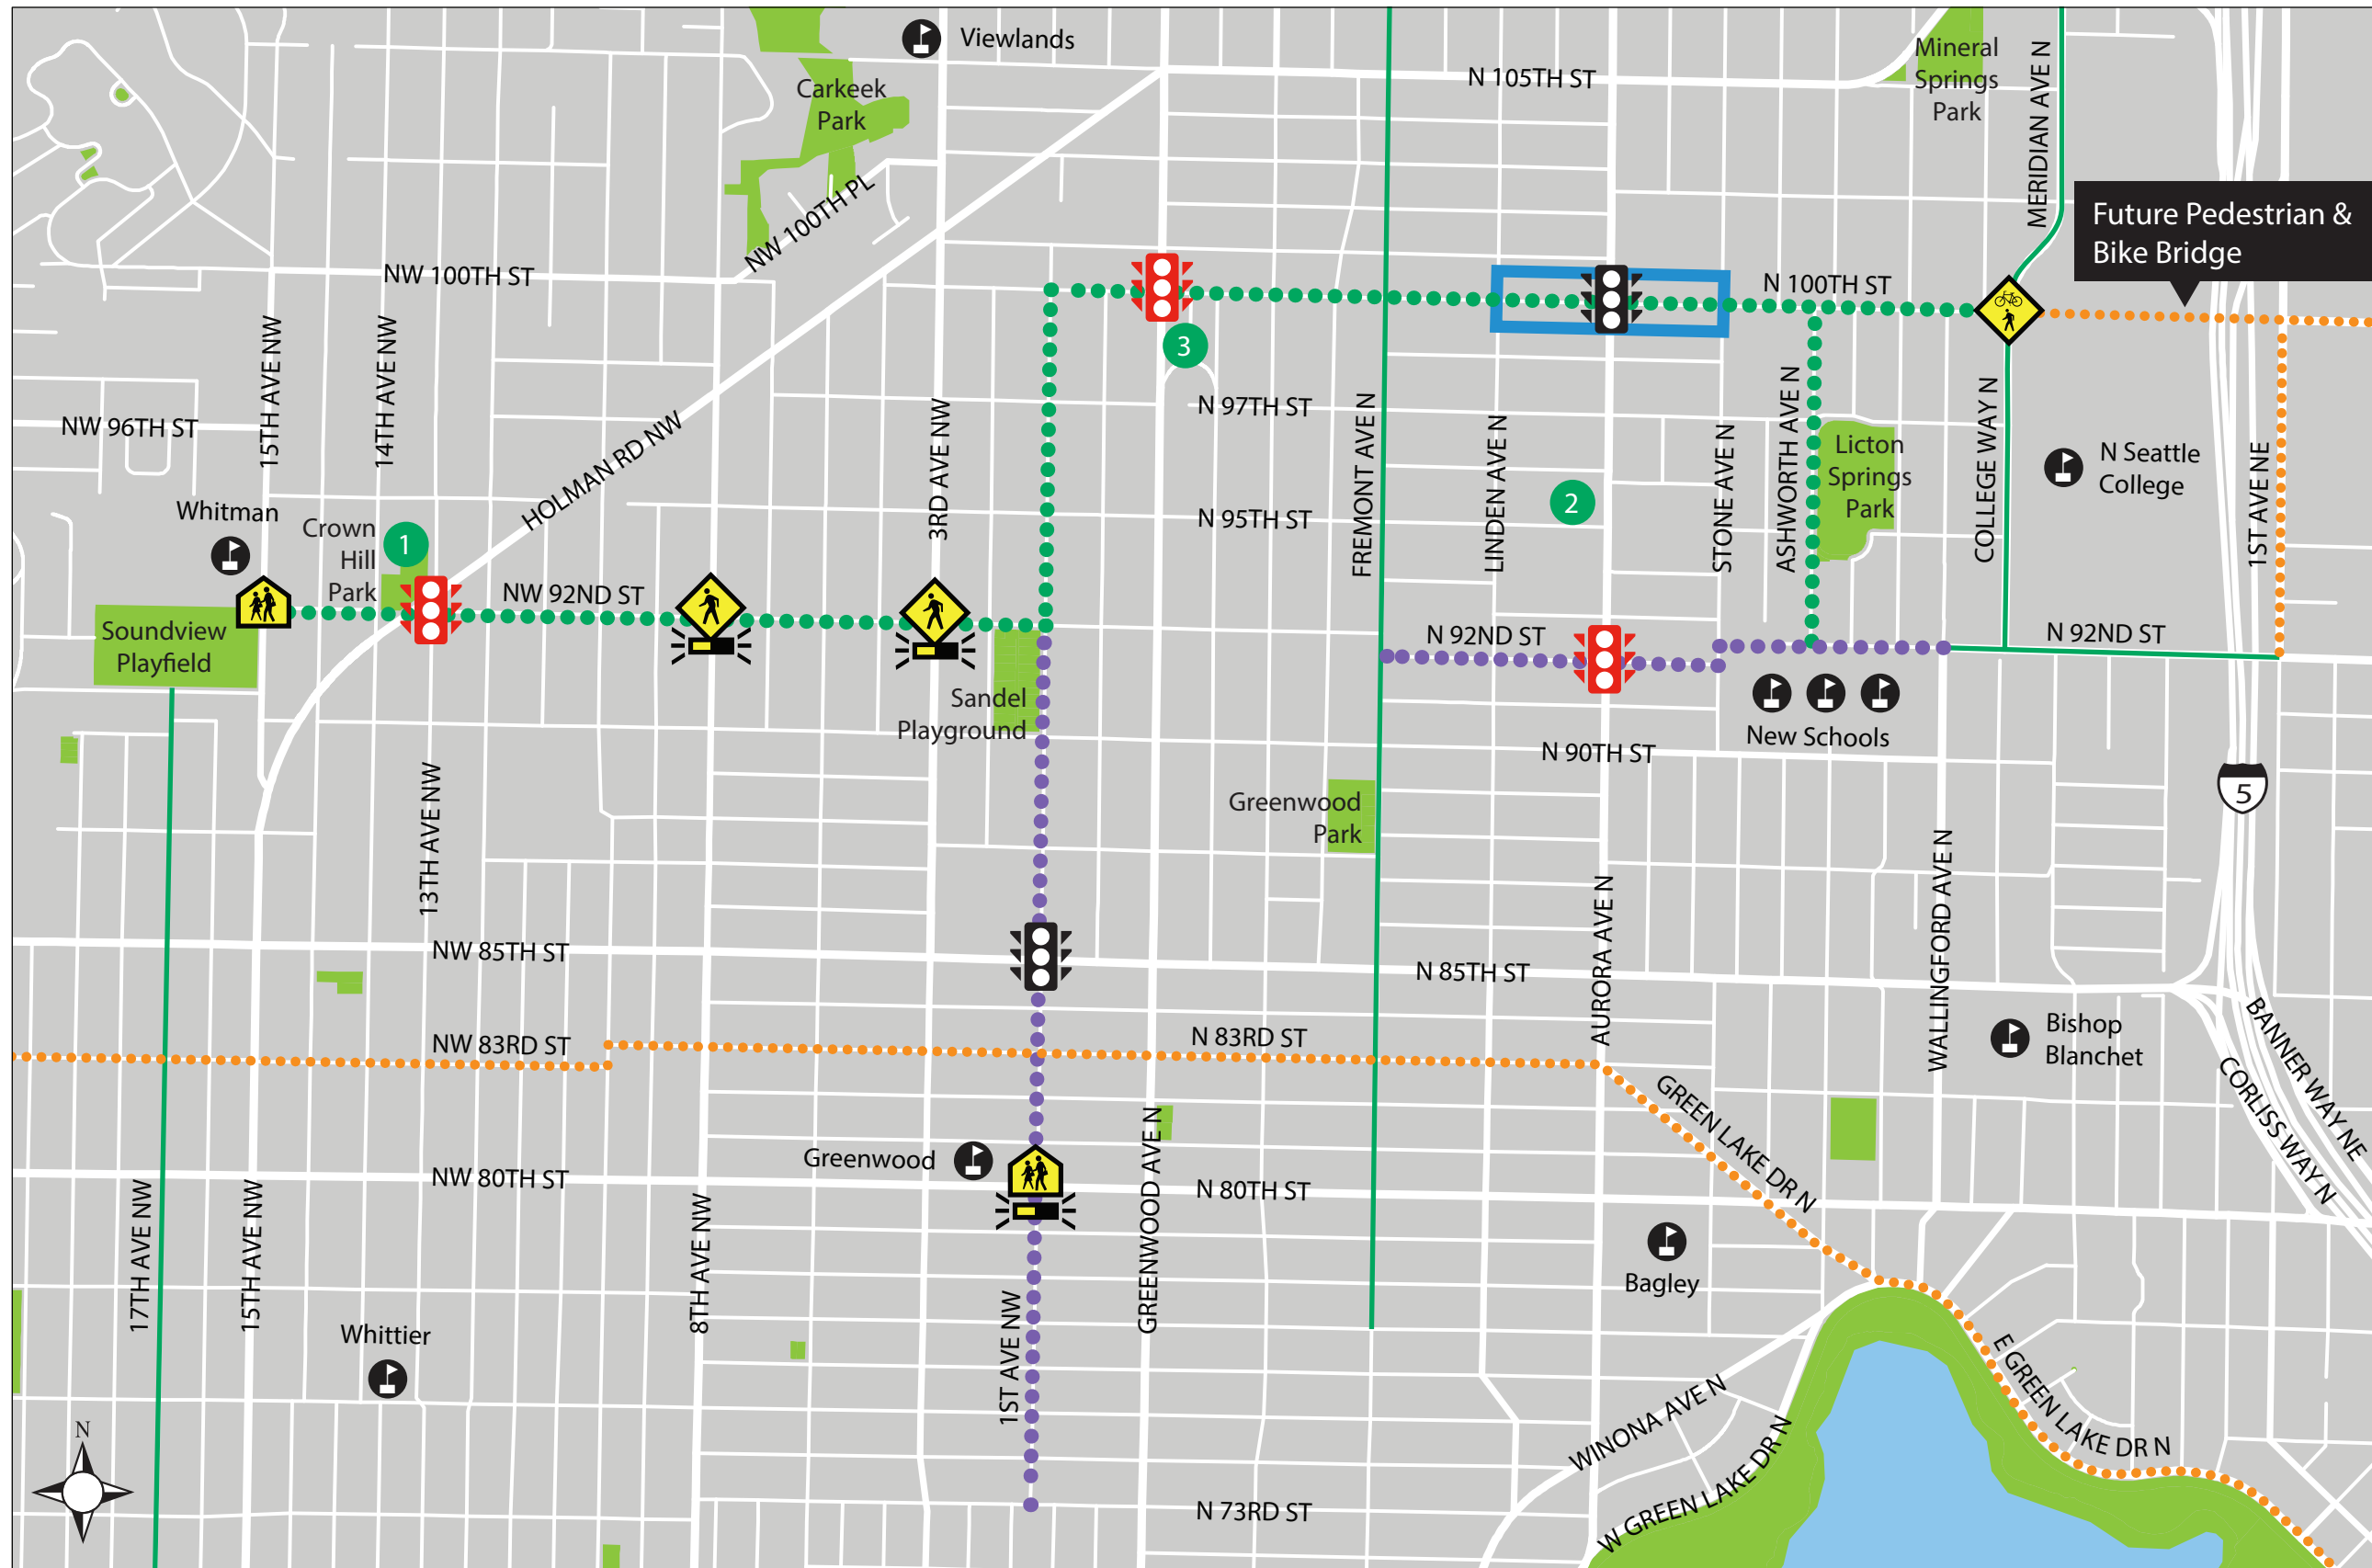 Viewlands
Mineral
Springs
Park
N 105TH ST
MERIDIAN AVE N
Carkeek
Park
NW 100TH PL
Future Pedestrian &
Bike Bridge
NW 100TH ST
N 100TH ST
3
15TH AVE NW
14TH AVE NW
NW 96TH ST
HOLMAN RD NW
3RD AVE NW
N 97TH ST
FREMONT AVE N
LINDEN AVE N
STONE AVE N
ASHWORTH AVE N
Licton
Springs
Park
COLLEGE WAY N
N Seattle
College
1ST AVE NE
Whitman
Crown
Hill
Park
1
2
N 95TH ST
NW 92ND ST
N 92ND ST
N 92ND ST
Soundview
Playfield
Sandel
Playground
New Schools
N 90TH ST
5
Greenwood
Park
13TH AVE NW
AURORA AVE N
WALLINGFORD AVE N
NW 85TH ST
N 85TH ST
NW 83RD ST
N 83RD ST
Bishop
Blanchet
BANNER WAY NE
CORLISS WAY N
GREEN LAKE DR N
Greenwood
GREENWOOD AVE N
NW 80TH ST
N 80TH ST
17TH AVE NW
15TH AVE NW
8TH AVE NW
1ST AVE NW
Bagley
Whittier
E GREEN LAKE DR N
WINONA AVE N
W GREEN LAKE DR N
N
N 73RD ST